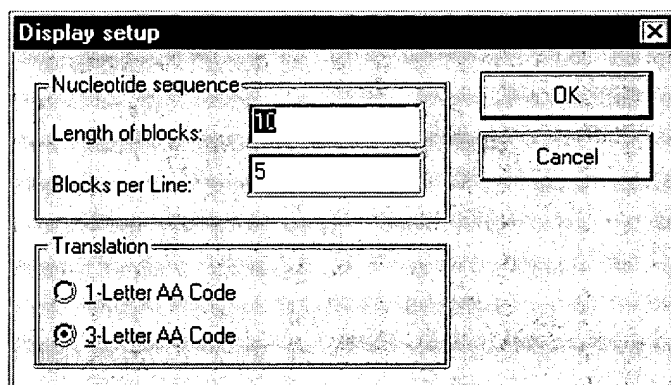 Display setup
Nucleotide sequence
Length of blocks: 10
Blocks per Line: 5
OK
Cancel
Translation
1-Letter AA Code
3-Letter AA Code